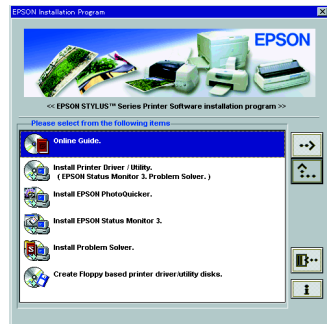 EPSON Installation Program
EPSON
<< EPSON STYLUS™ Series Printer Software installation program >>
Please select from the following items
Online Guide.
Install Printer Driver / Utility.
( EPSON Status Monitor 3. Problem Solver. )
Install EPSON PhotoQuicker.
Install EPSON Status Monitor 3.
Install Problem Solver.
Create Floppy based printer driver/utility disks.